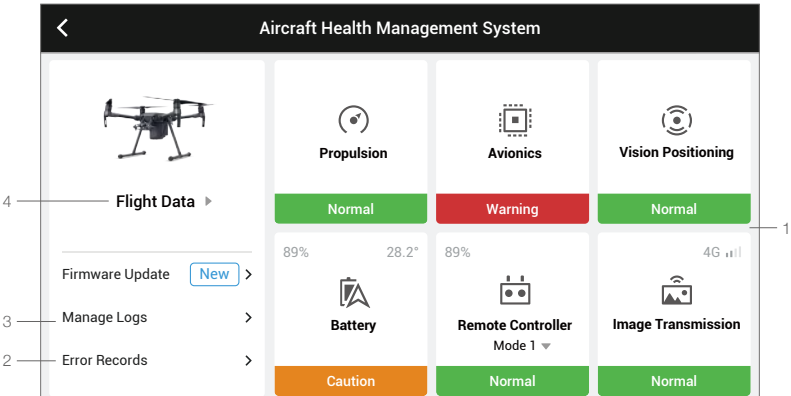 Aircraft Health Management System
4
Flight Data
Firmware Update New
3
Manage Logs
2
Error Records
Propulsion
Normal
Avionics
Warning
Vision Positioning
Normal
1
89% 28.2°
Battery
Caution
89%
Remote Controller
Mode 1
Normal
4G
Image Transmission
Normal